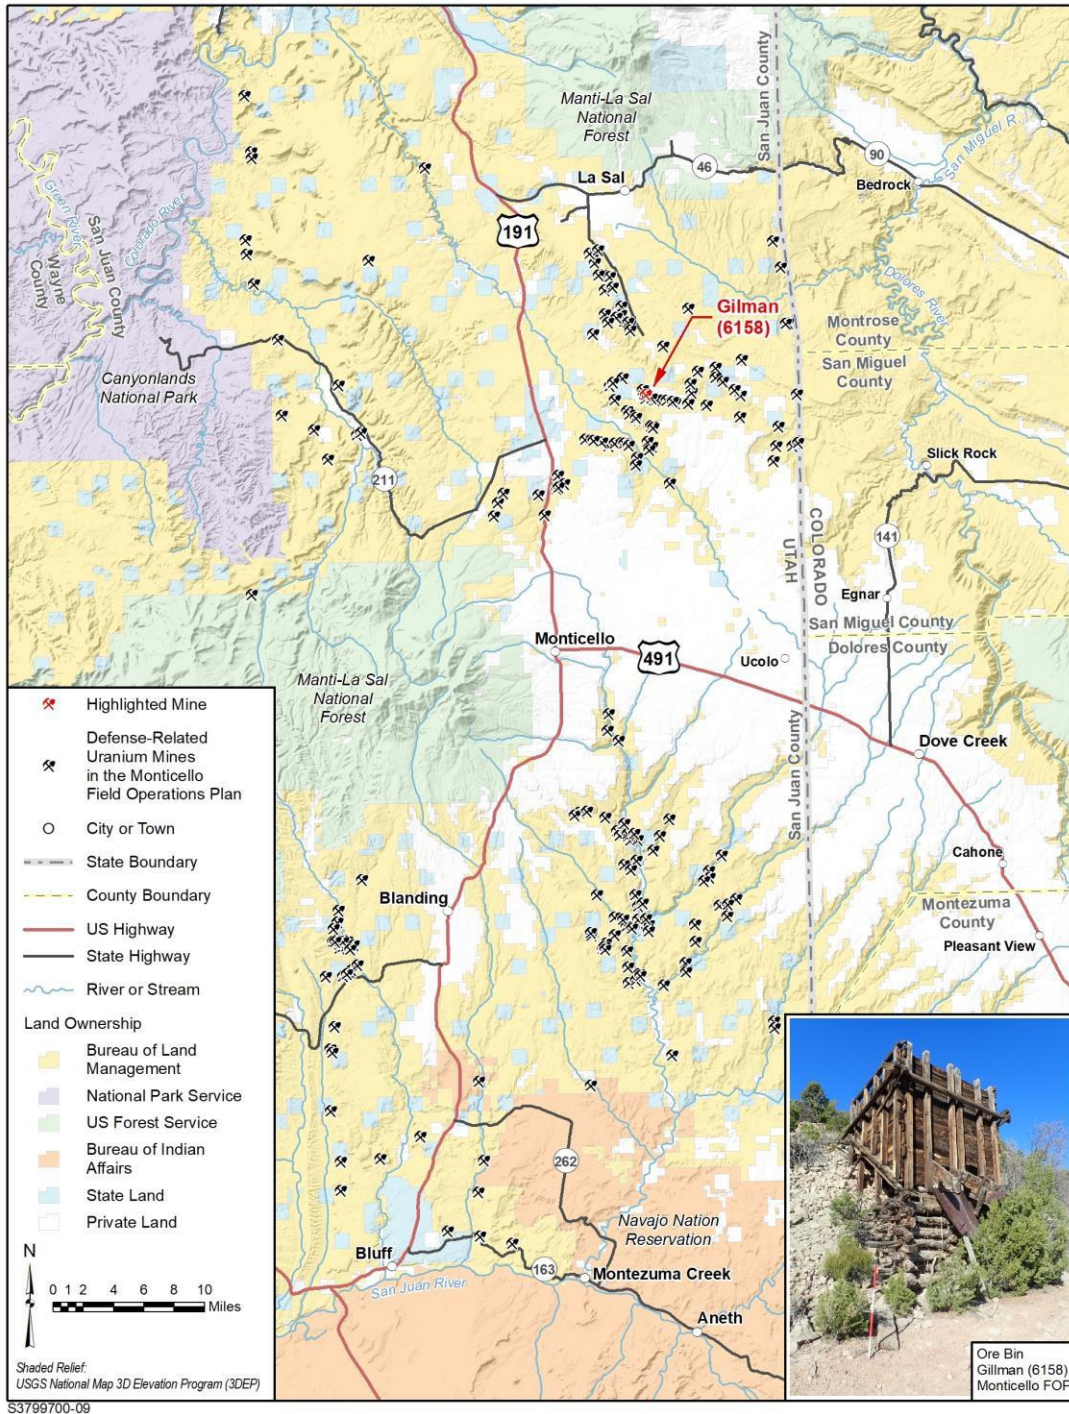 Manti-La Sal
National
Forest
San Juan County
46
90
San Miguel R.
La Sal
Bedrock
191
Green River
Colorado River
San Juan County
Wayne
County
Dolores River
Gilman
(6158)
Montrose
County
San Miguel
County
Canyonlands
National Park
211
Slick Rock
COLORADO
UTAH
141
Egnar
San Miguel County
Dolores County
Monticello
491
Ucolo
Manti-La Sal
National
Forest
San Juan County
Dove Creek
Cahone
Blanding
Montezuma
County
Pleasant View
262
Navajo Nation
Reservation
Bluff
San Juan River
163
Montezuma Creek
Aneth
Highlighted Mine
Defense-Related
Uranium Mines
in the Monticello
Field Operations Plan
City or Town
State Boundary
County Boundary
US Highway
State Highway
River or Stream
Land Ownership
Bureau of Land
Management
National Park Service
US Forest Service
Bureau of Indian
Affairs
State Land
Private Land
N
0 1 2 4 6 8 10
Miles
Shaded Relief:
USGS National Map 3D Elevation Program (3DEP)
Ore Bin
Gillman (6158)
Monticello FOP
S3799700-09